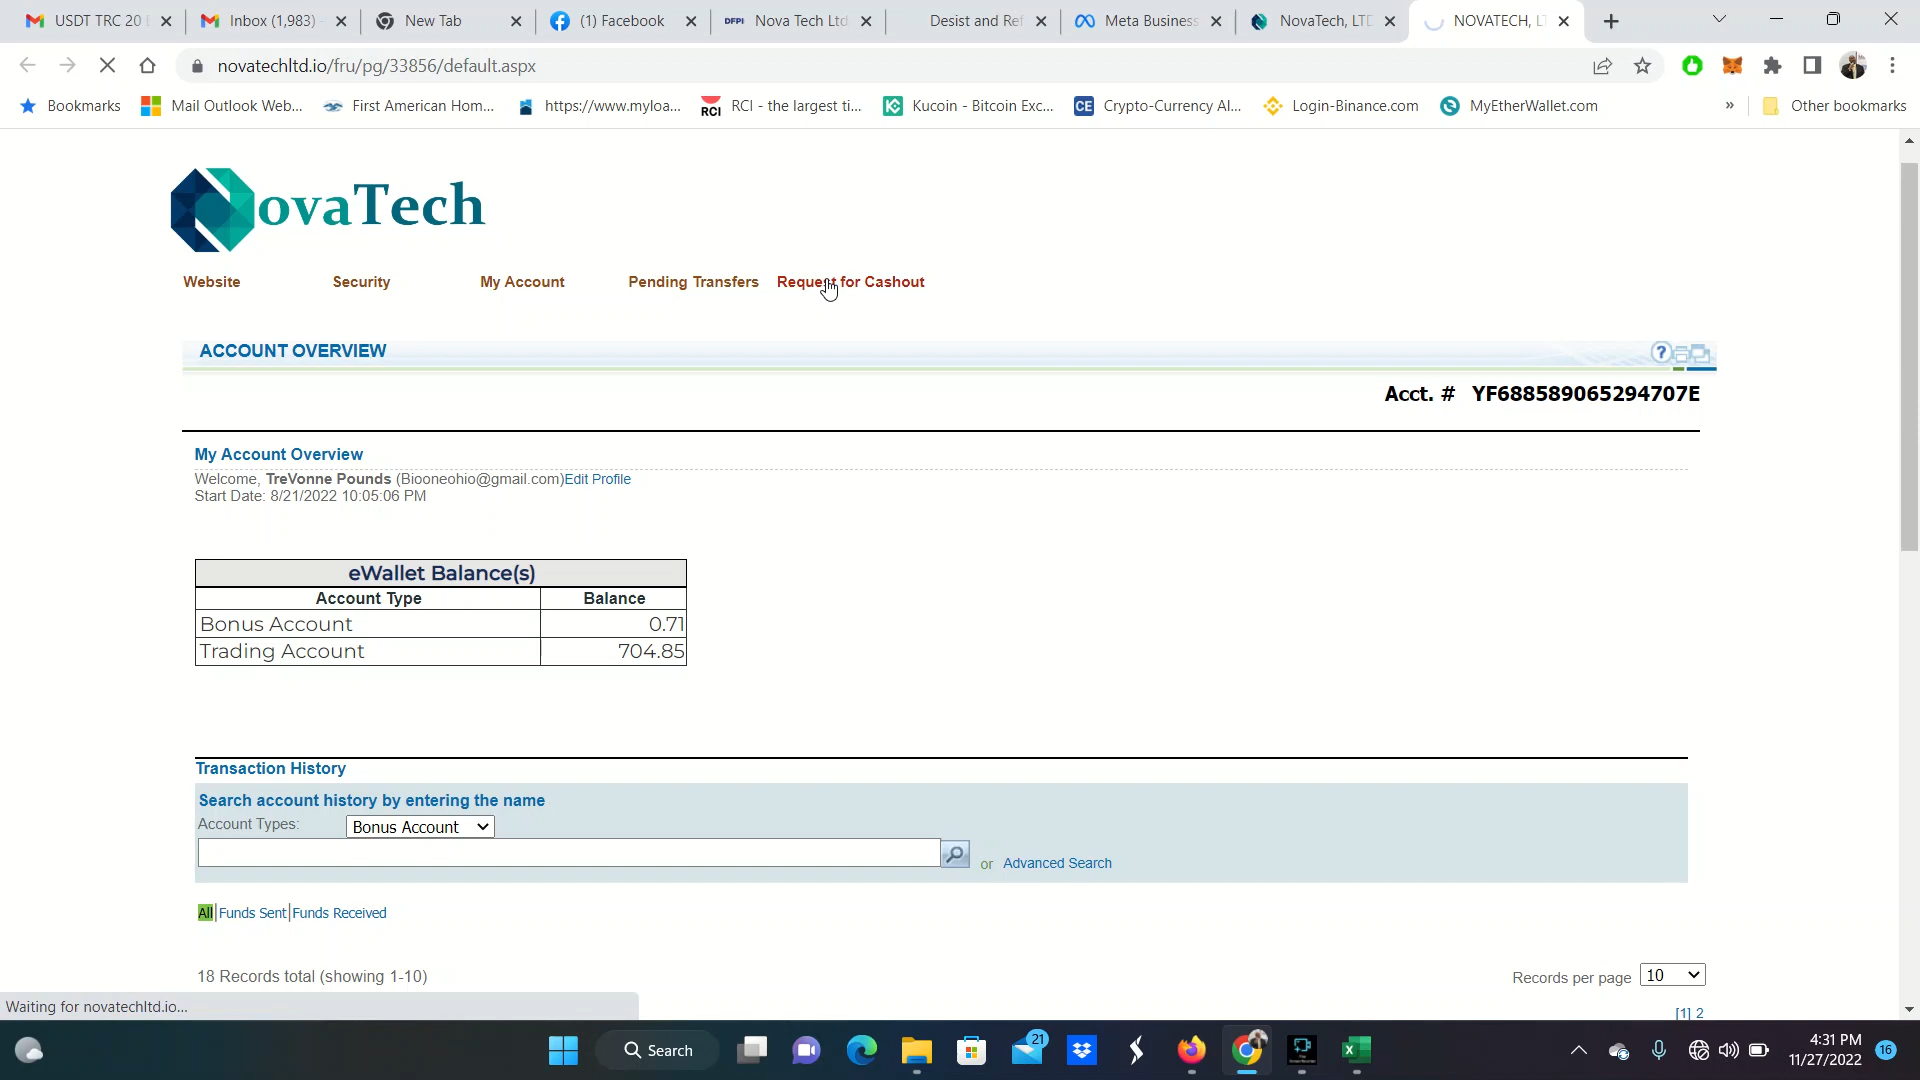 USDT TRC 20
Inbox (1,983)
New Tab
(1) Facebook
DFPI Nova Tech Ltd
Desist and Ref
Meta Business
NovaTech, LTD
NOVATECH, LT
novatechltd.io/fru/pg/33856/default.aspx
Bookmarks
Mail Outlook Web...
First American Hom...
https://www.myloa...
RCI RCI - the largest ti...
Kucoin - Bitcoin Exc...
CE Crypto-Currency Al...
Login-Binance.com
MyEtherWallet.com
»
Other bookmarks
ovaTech
Website Security My Account Pending Transfers Request for Cashout
ACCOUNT OVERVIEW
?
Acct. # YF688589065294707E
My Account Overview
Welcome, TreVonne Pounds (Biooneohio@gmail.com)Edit Profile
Start Date: 8/21/2022 10:05:06 PM
eWallet Balance(s)
Account Type Balance
Bonus Account 0.71
Trading Account 704.85
Transaction History
Search account history by entering the name
Account Types: Bonus Account
or Advanced Search
All|Funds Sent|Funds Received
18 Records total (showing 1-10)
Records per page 10
[1] 2
Waiting for novatechltd.io...
Search
21
4:31 PM
11/27/2022
16